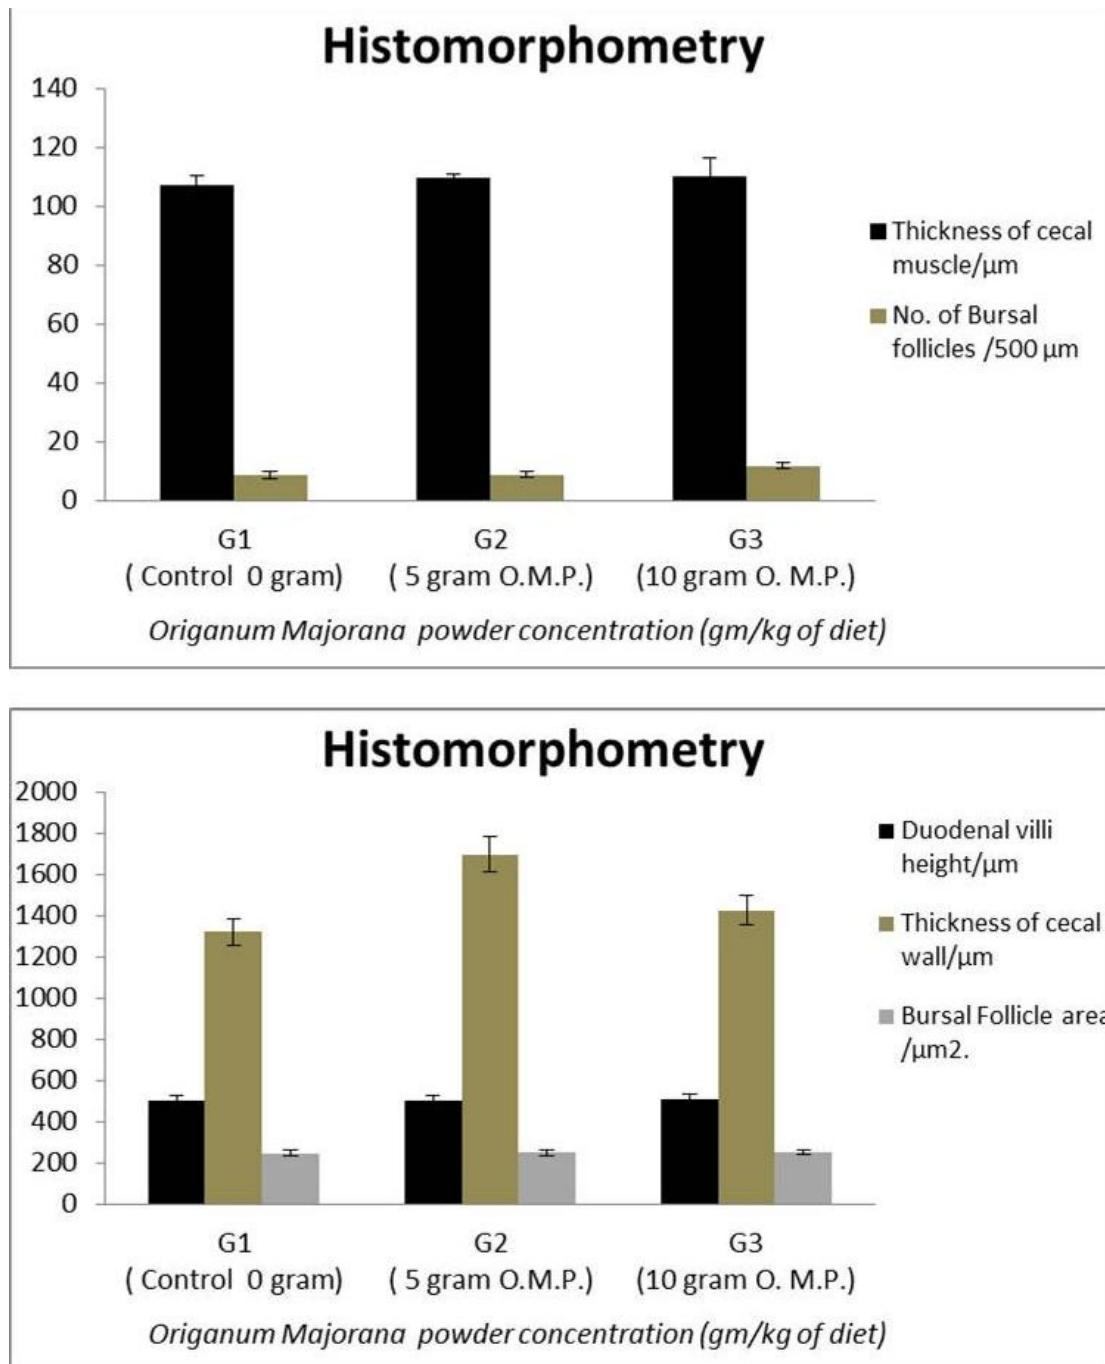 Histomorphometry
140
120
100
80
60
40
20
0
Thickness of cecal
muscle/µm
No. of Bursal
follicles /500 µm
G1
G2
G3
( Control 0 gram)
( 5 gram O.M.P.)
(10 gram O. M.P.)
Origanum Majorana powder concentration (gm/kg of diet)
Histomorphometry
2000
1800
1600
1400
1200
1000
800
600
400
200
0
Duodenal villi
height/µm
Thickness of cecal
wall/µm
Bursal Follicle area
/µm2.
G1
G2
G3
( Control 0 gram)
( 5 gram O.M.P.)
(10 gram O. M.P.)
Origanum Majorana powder concentration (gm/kg of diet)